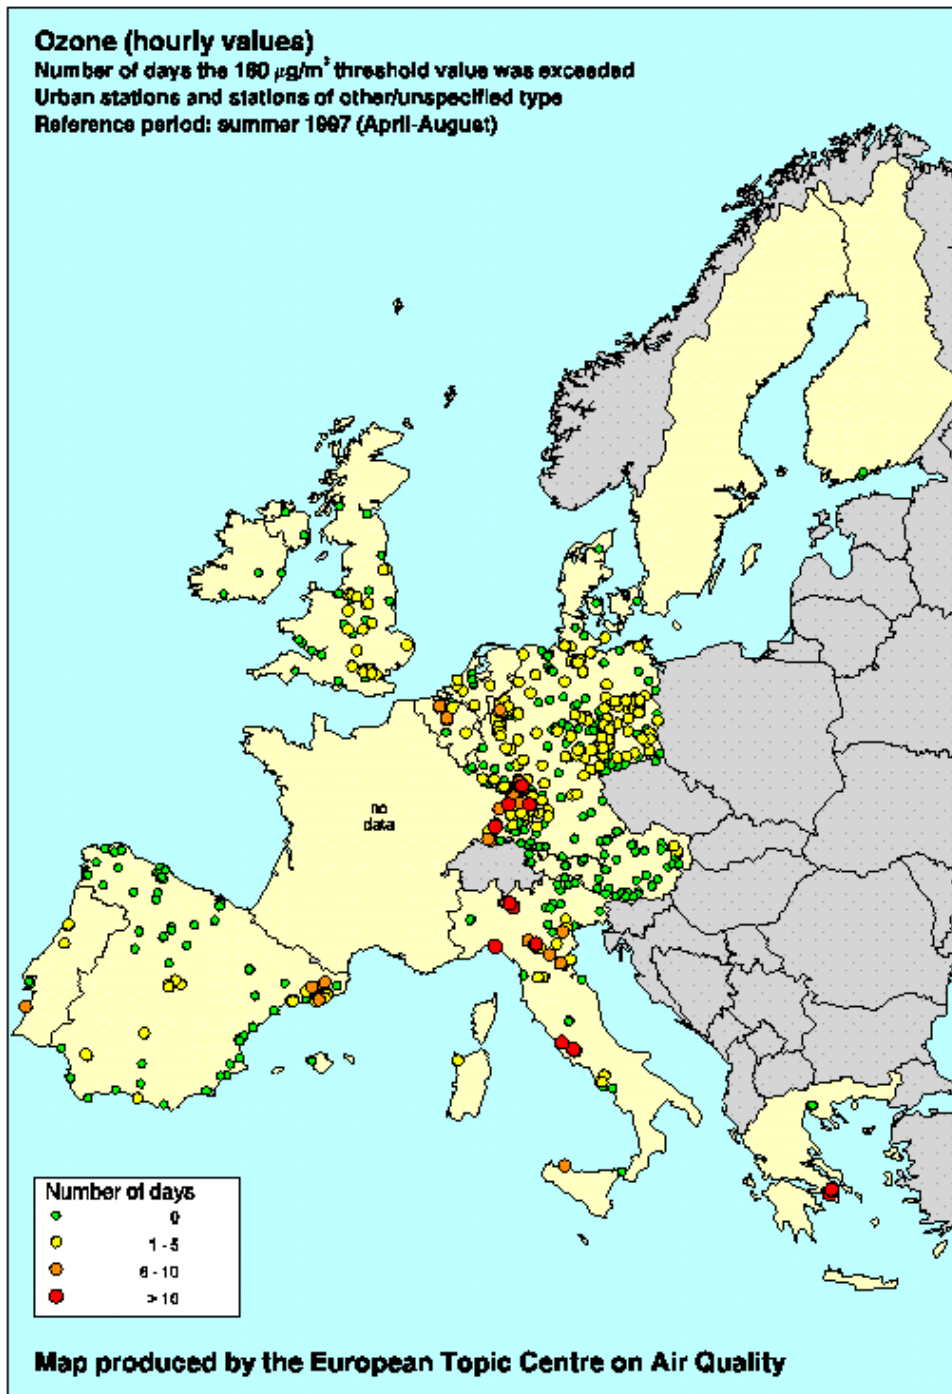 Ozone (hourly values)
Number of days the 180 µg/m³ threshold value was exceeded
Urban stations and stations of other/unspecified type
Reference period: summer 1997 (April-August)
no
data
Number of days
0
1 - 5
6 - 10
> 10
Map produced by the European Topic Centre on Air Quality